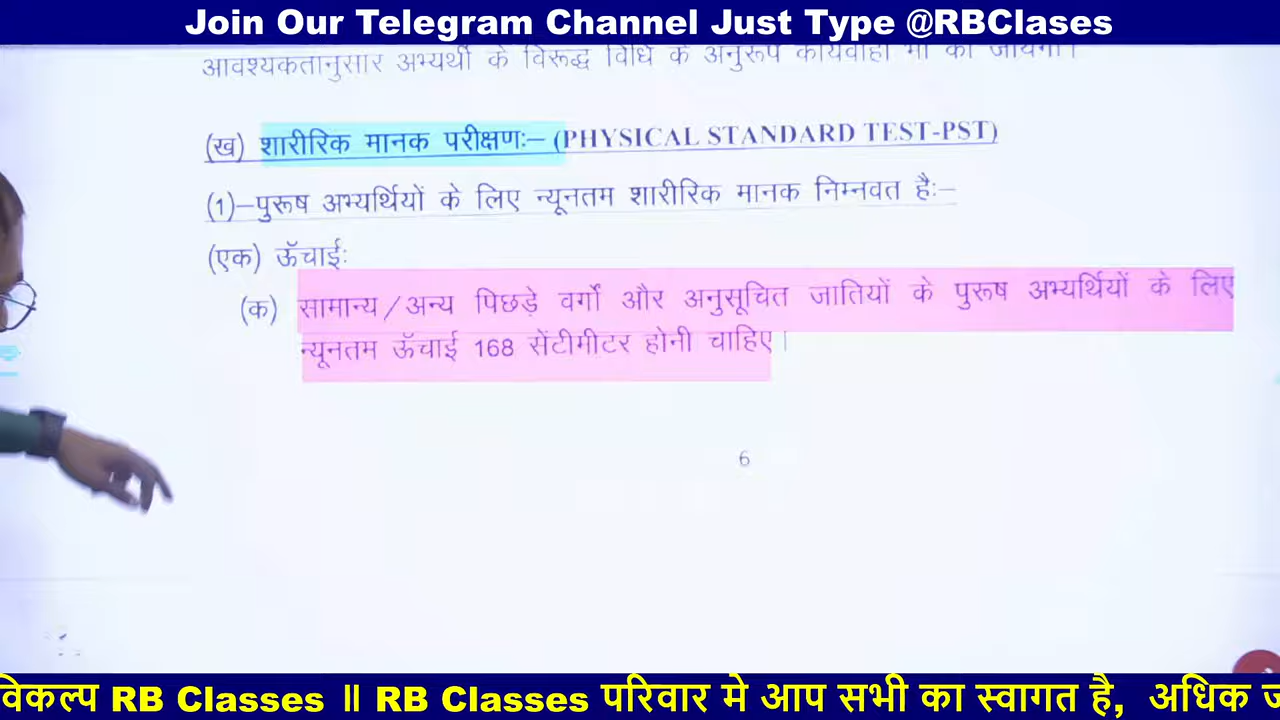 Join Our Telegram Channel Just Type @RBClases
आवश्यकतानुसार अभ्यर्थी के विरूद्ध विधि के अनुरूप कार्यवाही भी की जायेगी।
(ख) शारीरिक मानक परीक्षणः– (PHYSICAL STANDARD TEST-PST)
(1)–पुरूष अभ्यर्थियों के लिए न्यूनतम शारीरिक मानक निम्नवत हैः–
(एक) ऊँचाईः
(क) सामान्य/अन्य पिछड़े वर्गों और अनुसूचित जातियों के पुरूष अभ्यर्थियों के लिए
न्यूनतम ऊँचाई 168 सेंटीमीटर होनी चाहिए।
6
विकल्प RB Classes ॥ RB Classes परिवार मे आप सभी का स्वागत है, अधिक